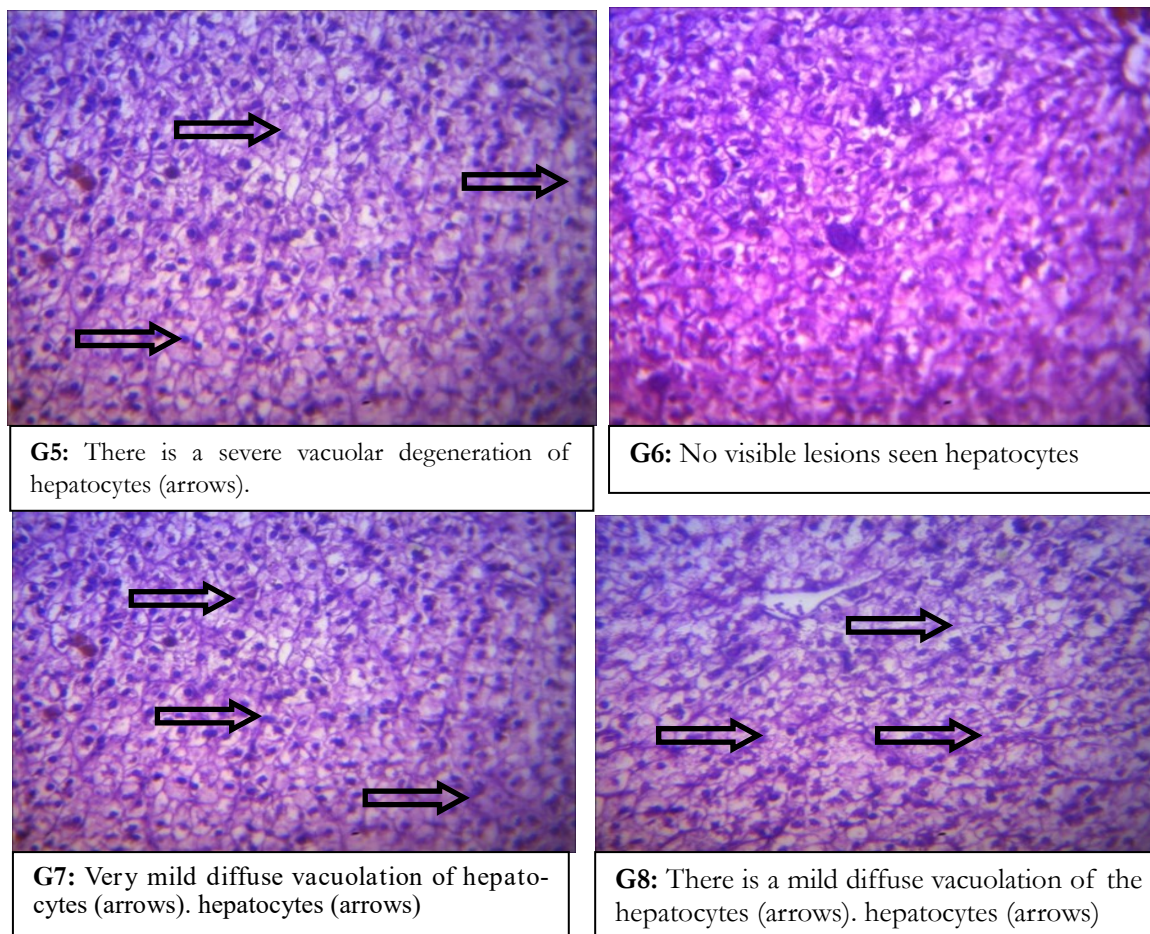 G5: There is a severe vacuolar degeneration of
hepatocytes (arrows).
G6: No visible lesions seen hepatocytes
G7: Very mild diffuse vacuolation of hepato-
cytes (arrows). hepatocytes (arrows)
G8: There is a mild diffuse vacuolation of the
hepatocytes (arrows). hepatocytes (arrows)